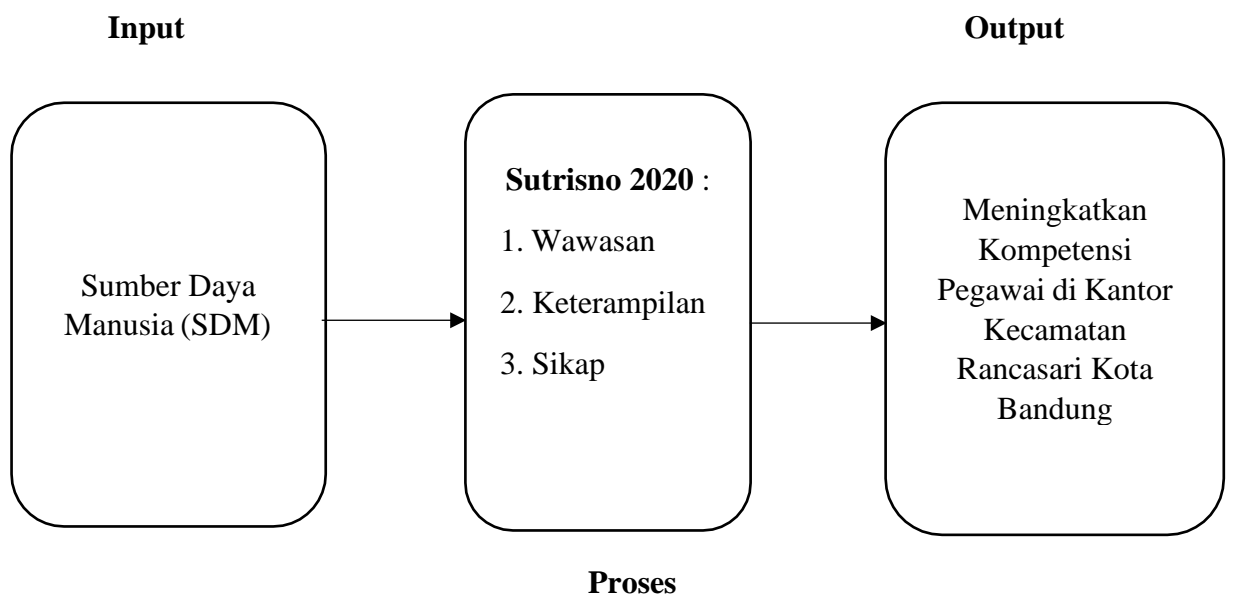 Input
Output
Sumber Daya
Manusia (SDM)
Sutrisno 2020 :
1. Wawasan
2. Keterampilan
3. Sikap
Meningkatkan
Kompetensi
Pegawai di Kantor
Kecamatan
Rancasari Kota
Bandung
Proses